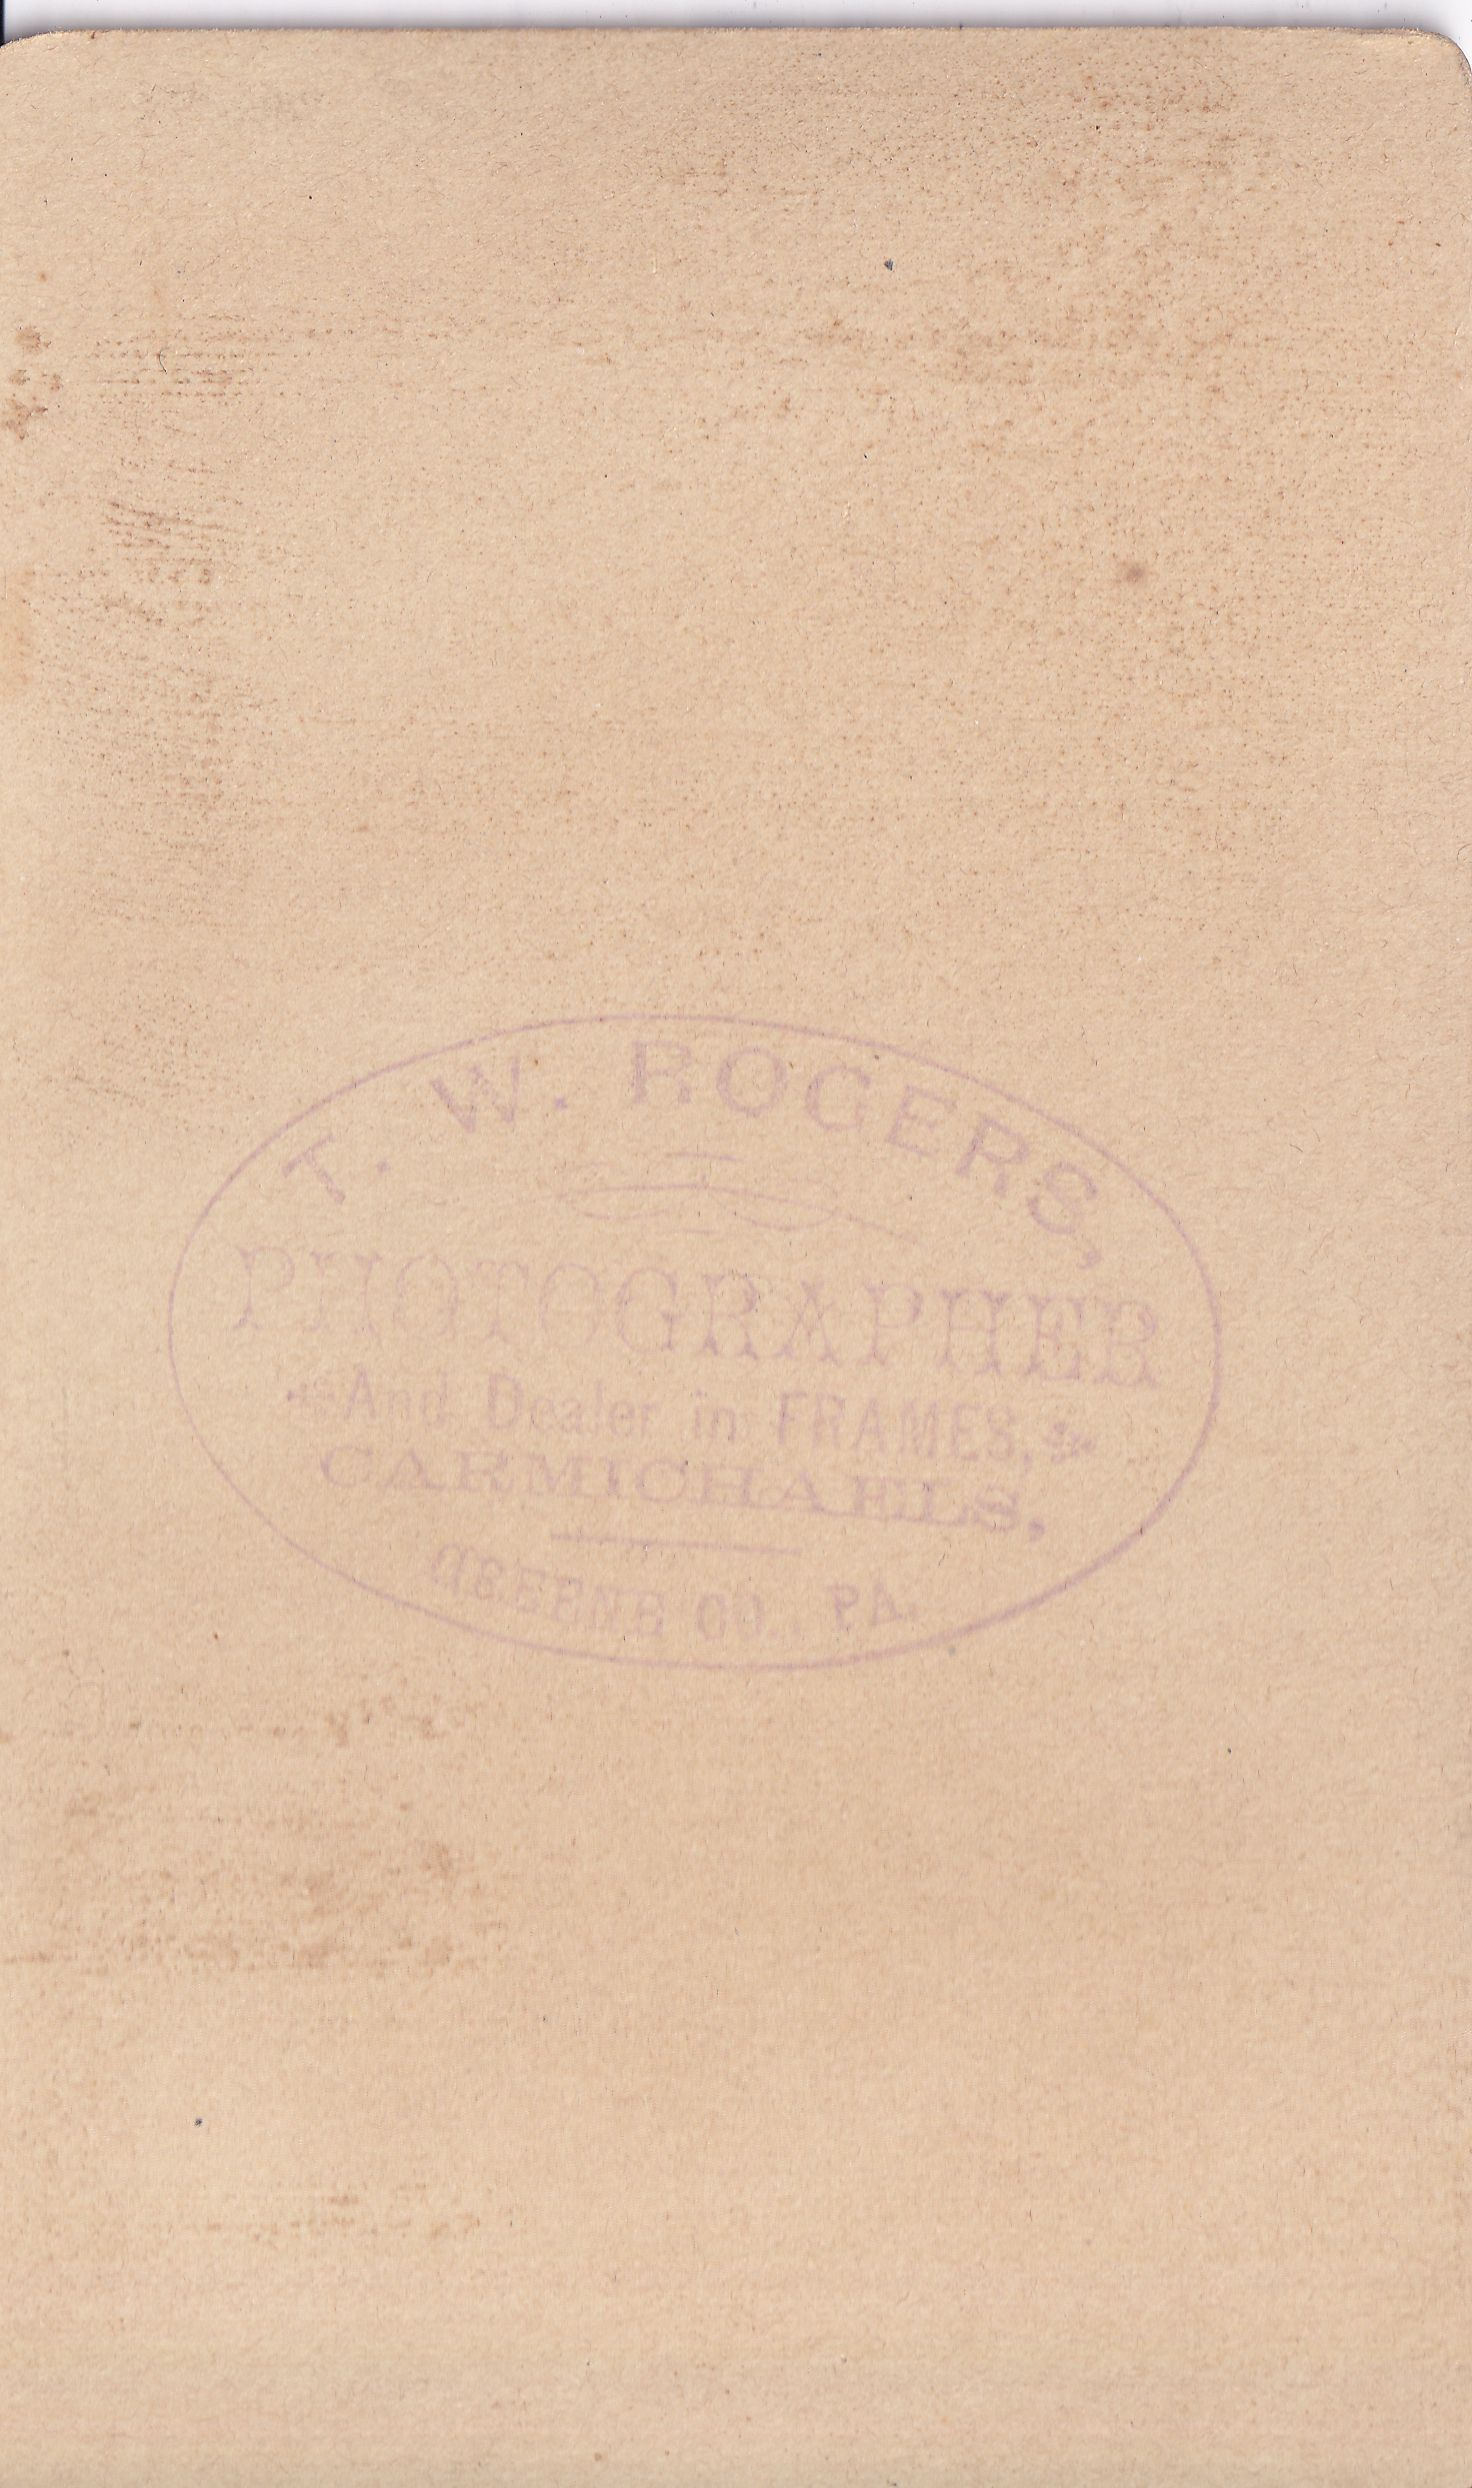 T. W. ROGERS,
PHOTOGRAPHER
And Dealer in FRAMES,
CARMICHAELS,
GREENE CO., PA.